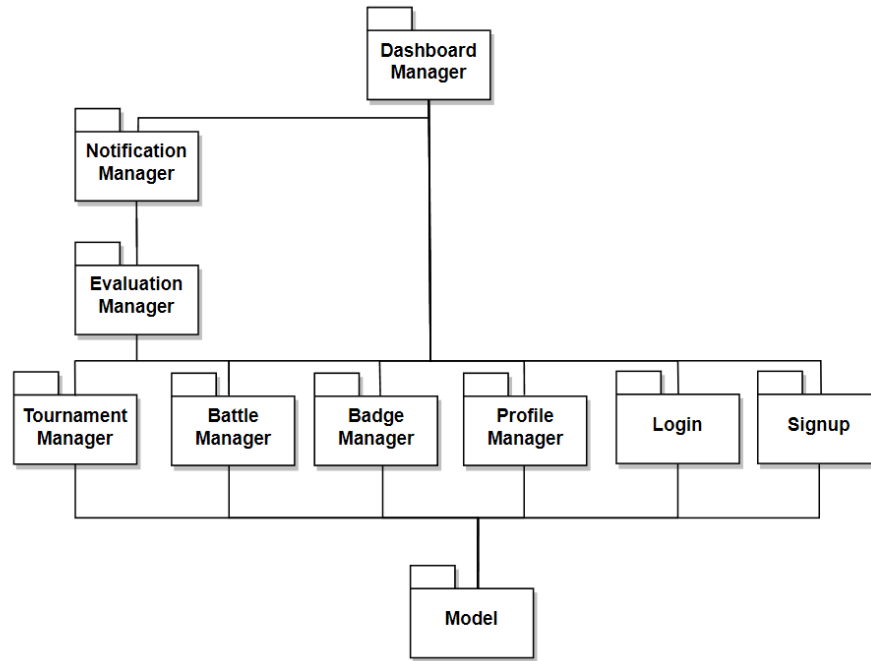 Dashboard
Manager
Notification
Manager
Evaluation
Manager
Tournament
Manager
Battle
Manager
Badge
Manager
Profile
Manager
Login
Signup
Model